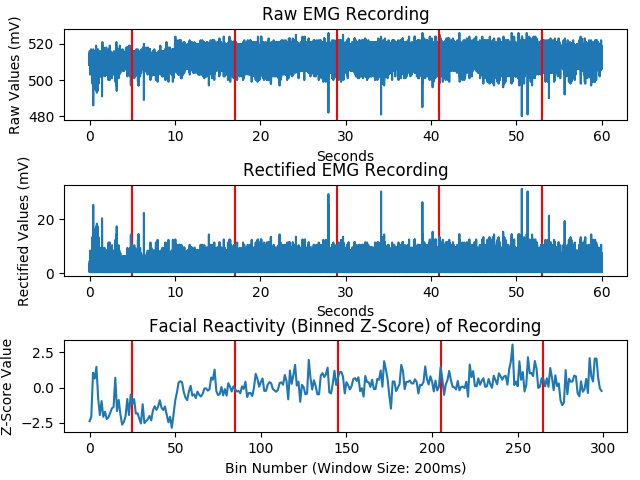 Raw EMG Recording
Raw Values (mV)
520
500
480
0 10 20 30 40 50 60
Seconds
Rectified EMG Recording
Rectified Values (mV)
20
0
0 10 20 30 40 50 60
Seconds
Facial Reactivity (Binned Z-Score) of Recording
Z-Score Value
2.5
0.0
−2.5
0 50 100 150 200 250 300
Bin Number (Window Size: 200ms)